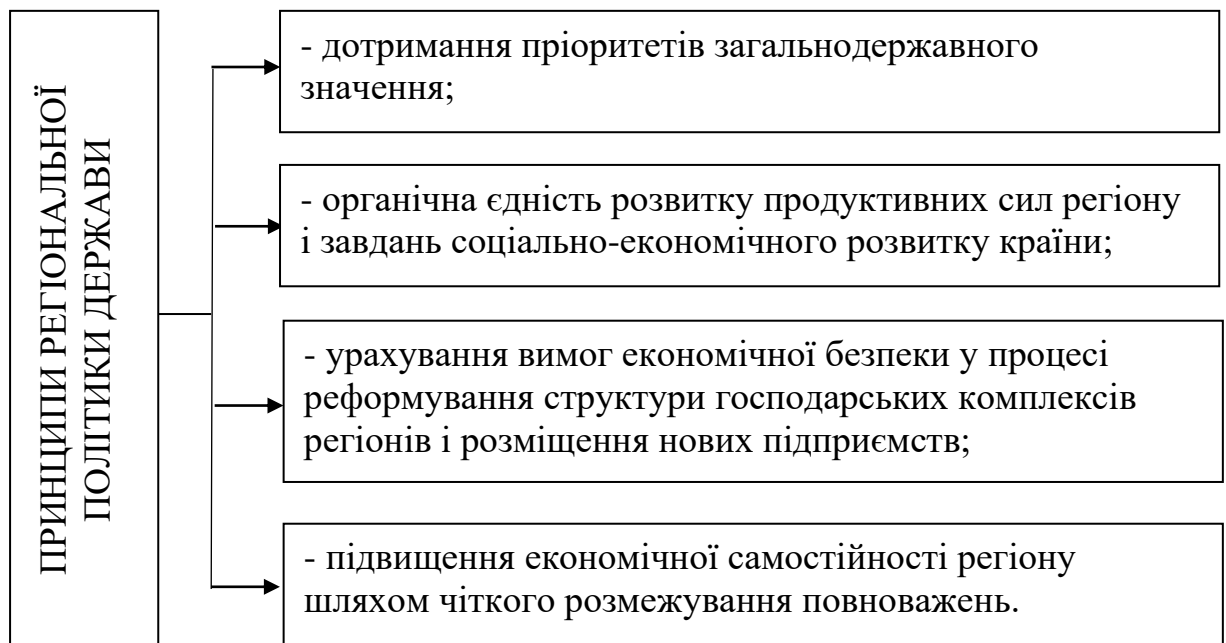 ПРИНЦИПИ РЕГІОНАЛЬНОЇ
ПОЛІТИКИ ДЕРЖАВИ
- дотримання пріоритетів загальнодержавного
значення;
- органічна єдність розвитку продуктивних сил регіону
і завдань соціально-економічного розвитку країни;
- урахування вимог економічної безпеки у процесі
реформування структури господарських комплексів
регіонів і розміщення нових підприємств;
- підвищення економічної самостійності регіону
шляхом чіткого розмежування повноважень.